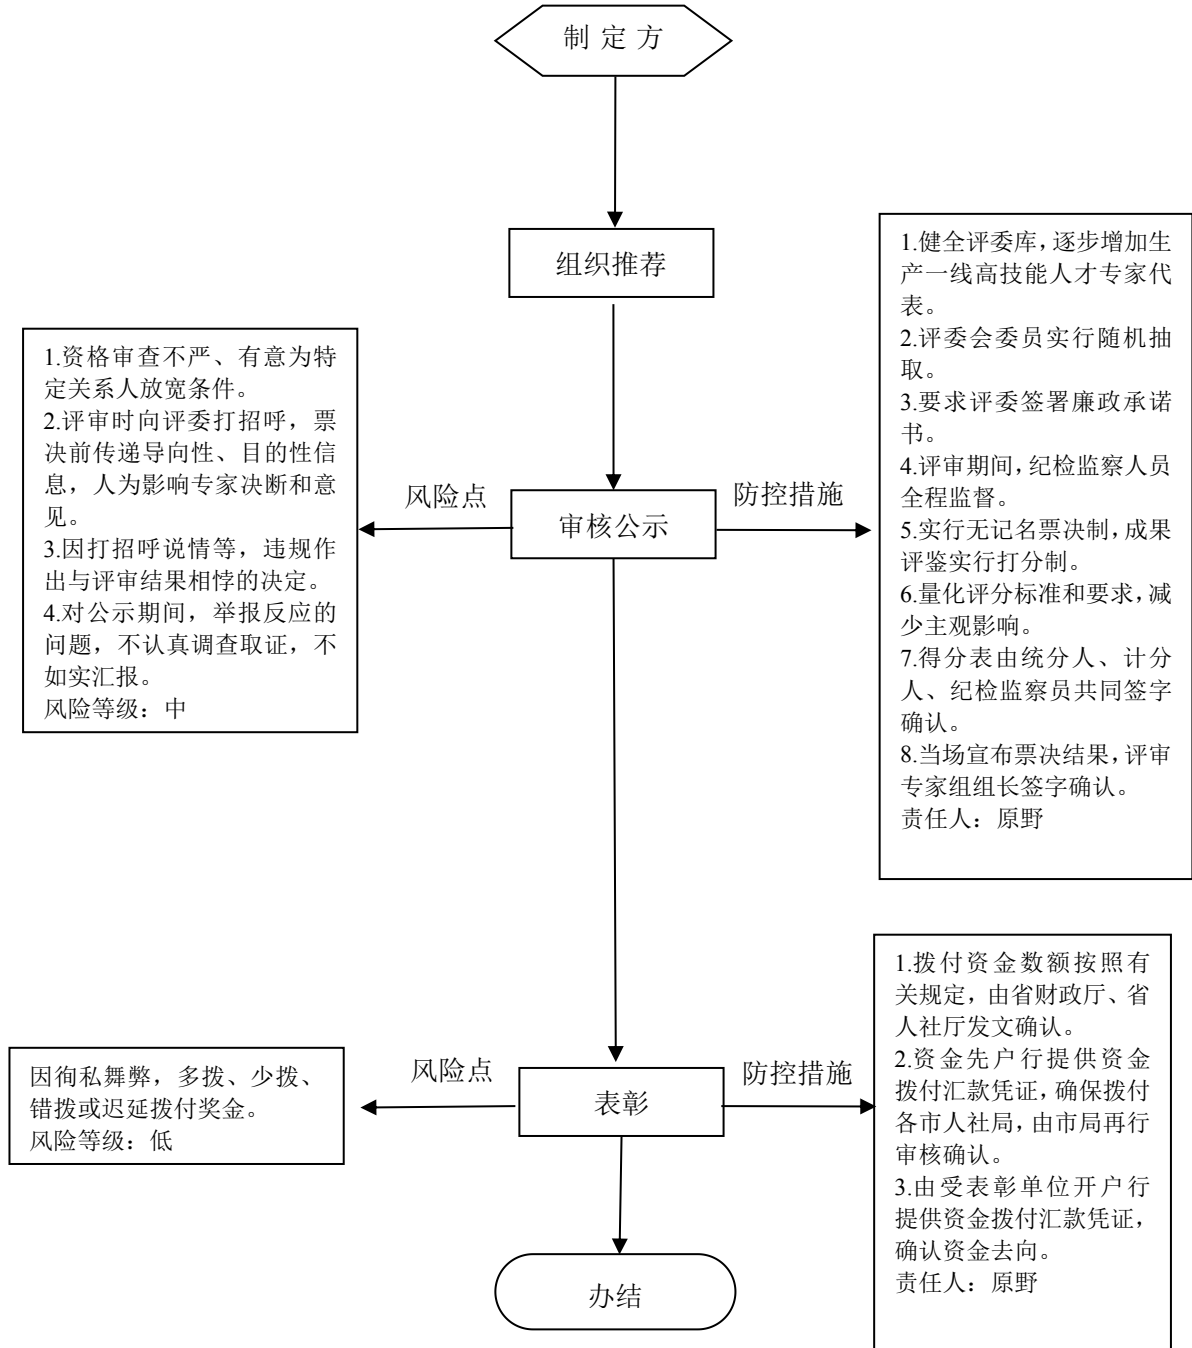 制 定 方
组织推荐
1.资格审查不严、有意为特
定关系人放宽条件。
2.评审时向评委打招呼，票
决前传递导向性、目的性信
息，人为影响专家决断和意
见。
3.因打招呼说情等，违规作
出与评审结果相悖的决定。
4.对公示期间，举报反应的
问题，不认真调查取证，不
如实汇报。
风险等级：中
风险点
审核公示
防控措施
1.健全评委库，逐步增加生
产一线高技能人才专家代
表。
2.评委会委员实行随机抽
取。
3.要求评委签署廉政承诺
书。
4.评审期间，纪检监察人员
全程监督。
5.实行无记名票决制，成果
评鉴实行打分制。
6.量化评分标准和要求，减
少主观影响。
7.得分表由统分人、计分
人、纪检监察员共同签字
确认。
8.当场宣布票决结果，评审
专家组组长签字确认。
责任人：原野
因徇私舞弊，多拨、少拨、
错拨或迟延拨付奖金。
风险等级：低
风险点
表彰
防控措施
1.拨付资金数额按照有
关规定，由省财政厅、省
人社厅发文确认。
2.资金先户行提供资金
拨付汇款凭证，确保拨付
各市人社局，由市局再行
审核确认。
3.由受表彰单位开户行
提供资金拨付汇款凭证，
确认资金去向。
责任人：原野
办结